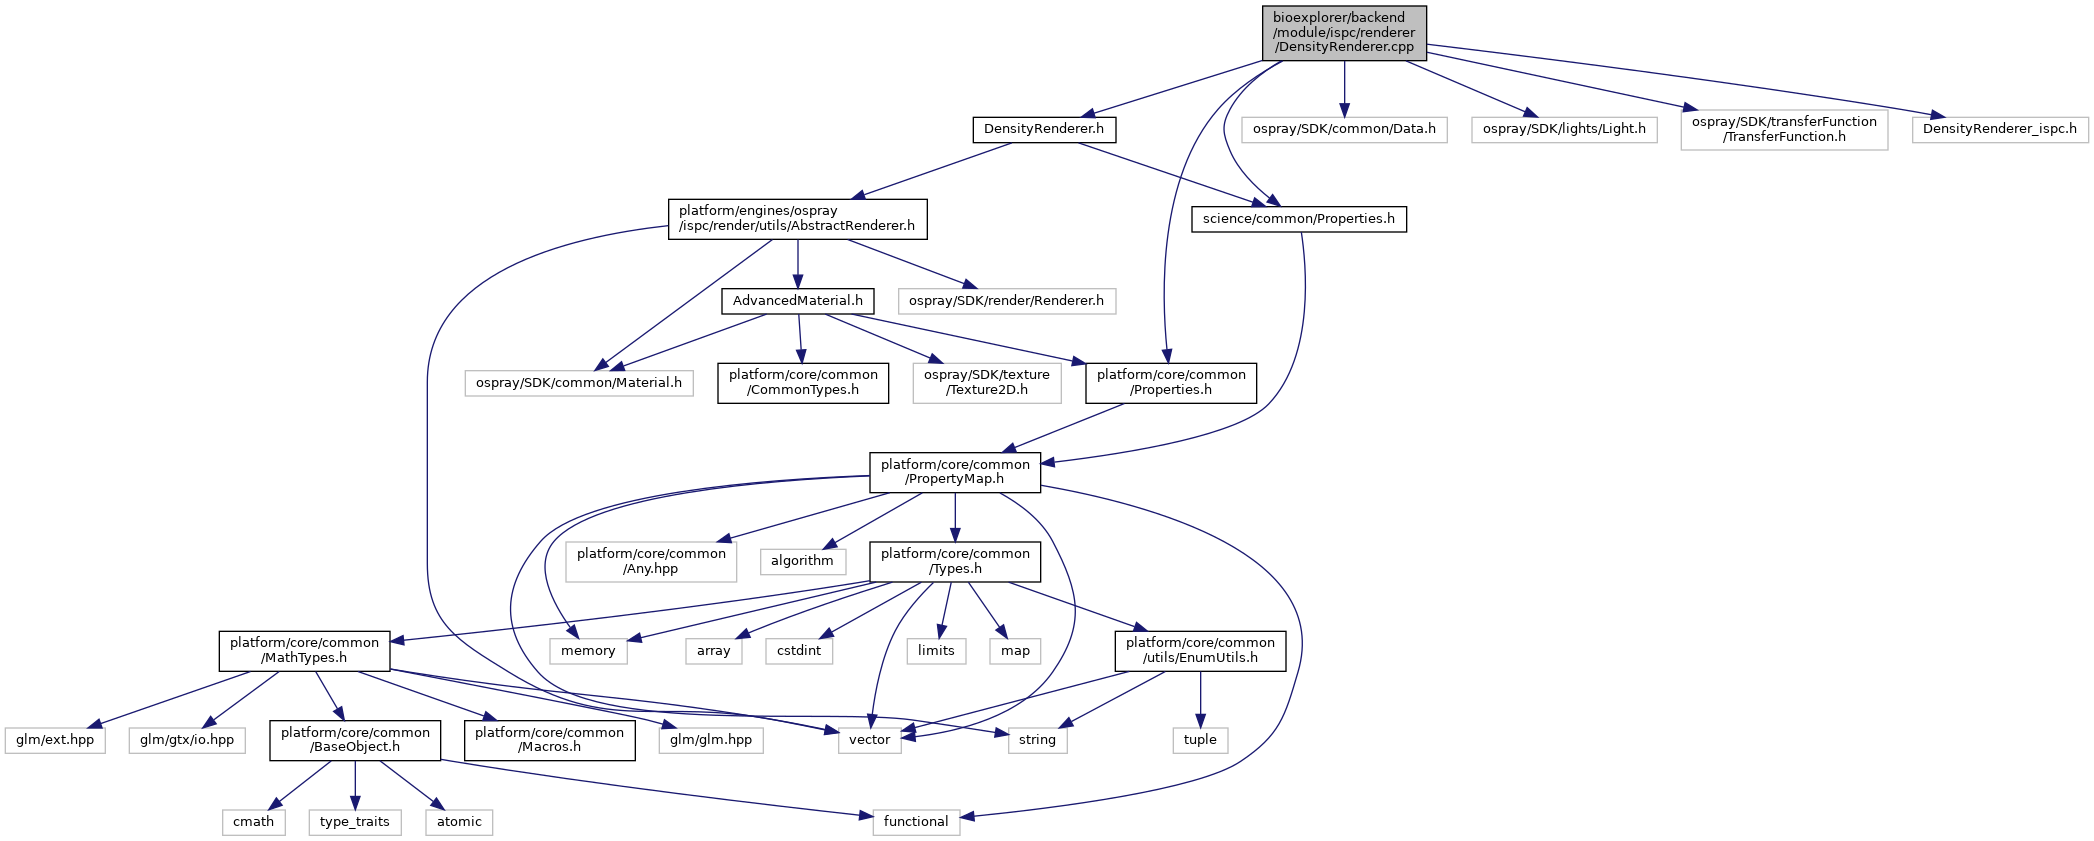 bioexplorer/backend
/module/ispc/renderer
/DensityRenderer.cpp
DensityRenderer.h
ospray/SDK/common/Data.h
ospray/SDK/lights/Light.h
ospray/SDK/transferFunction
/TransferFunction.h
DensityRenderer_ispc.h
platform/engines/ospray
/ispc/render/utils/AbstractRenderer.h
science/common/Properties.h
AdvancedMaterial.h
ospray/SDK/render/Renderer.h
ospray/SDK/common/Material.h
platform/core/common
/CommonTypes.h
ospray/SDK/texture
/Texture2D.h
platform/core/common
/Properties.h
platform/core/common
/PropertyMap.h
platform/core/common
/Any.hpp
algorithm
platform/core/common
/Types.h
platform/core/common
/MathTypes.h
memory
array
cstdint
limits
map
platform/core/common
/utils/EnumUtils.h
glm/ext.hpp
glm/gtx/io.hpp
platform/core/common
/BaseObject.h
platform/core/common
/Macros.h
glm/glm.hpp
vector
string
tuple
cmath
type_traits
atomic
functional